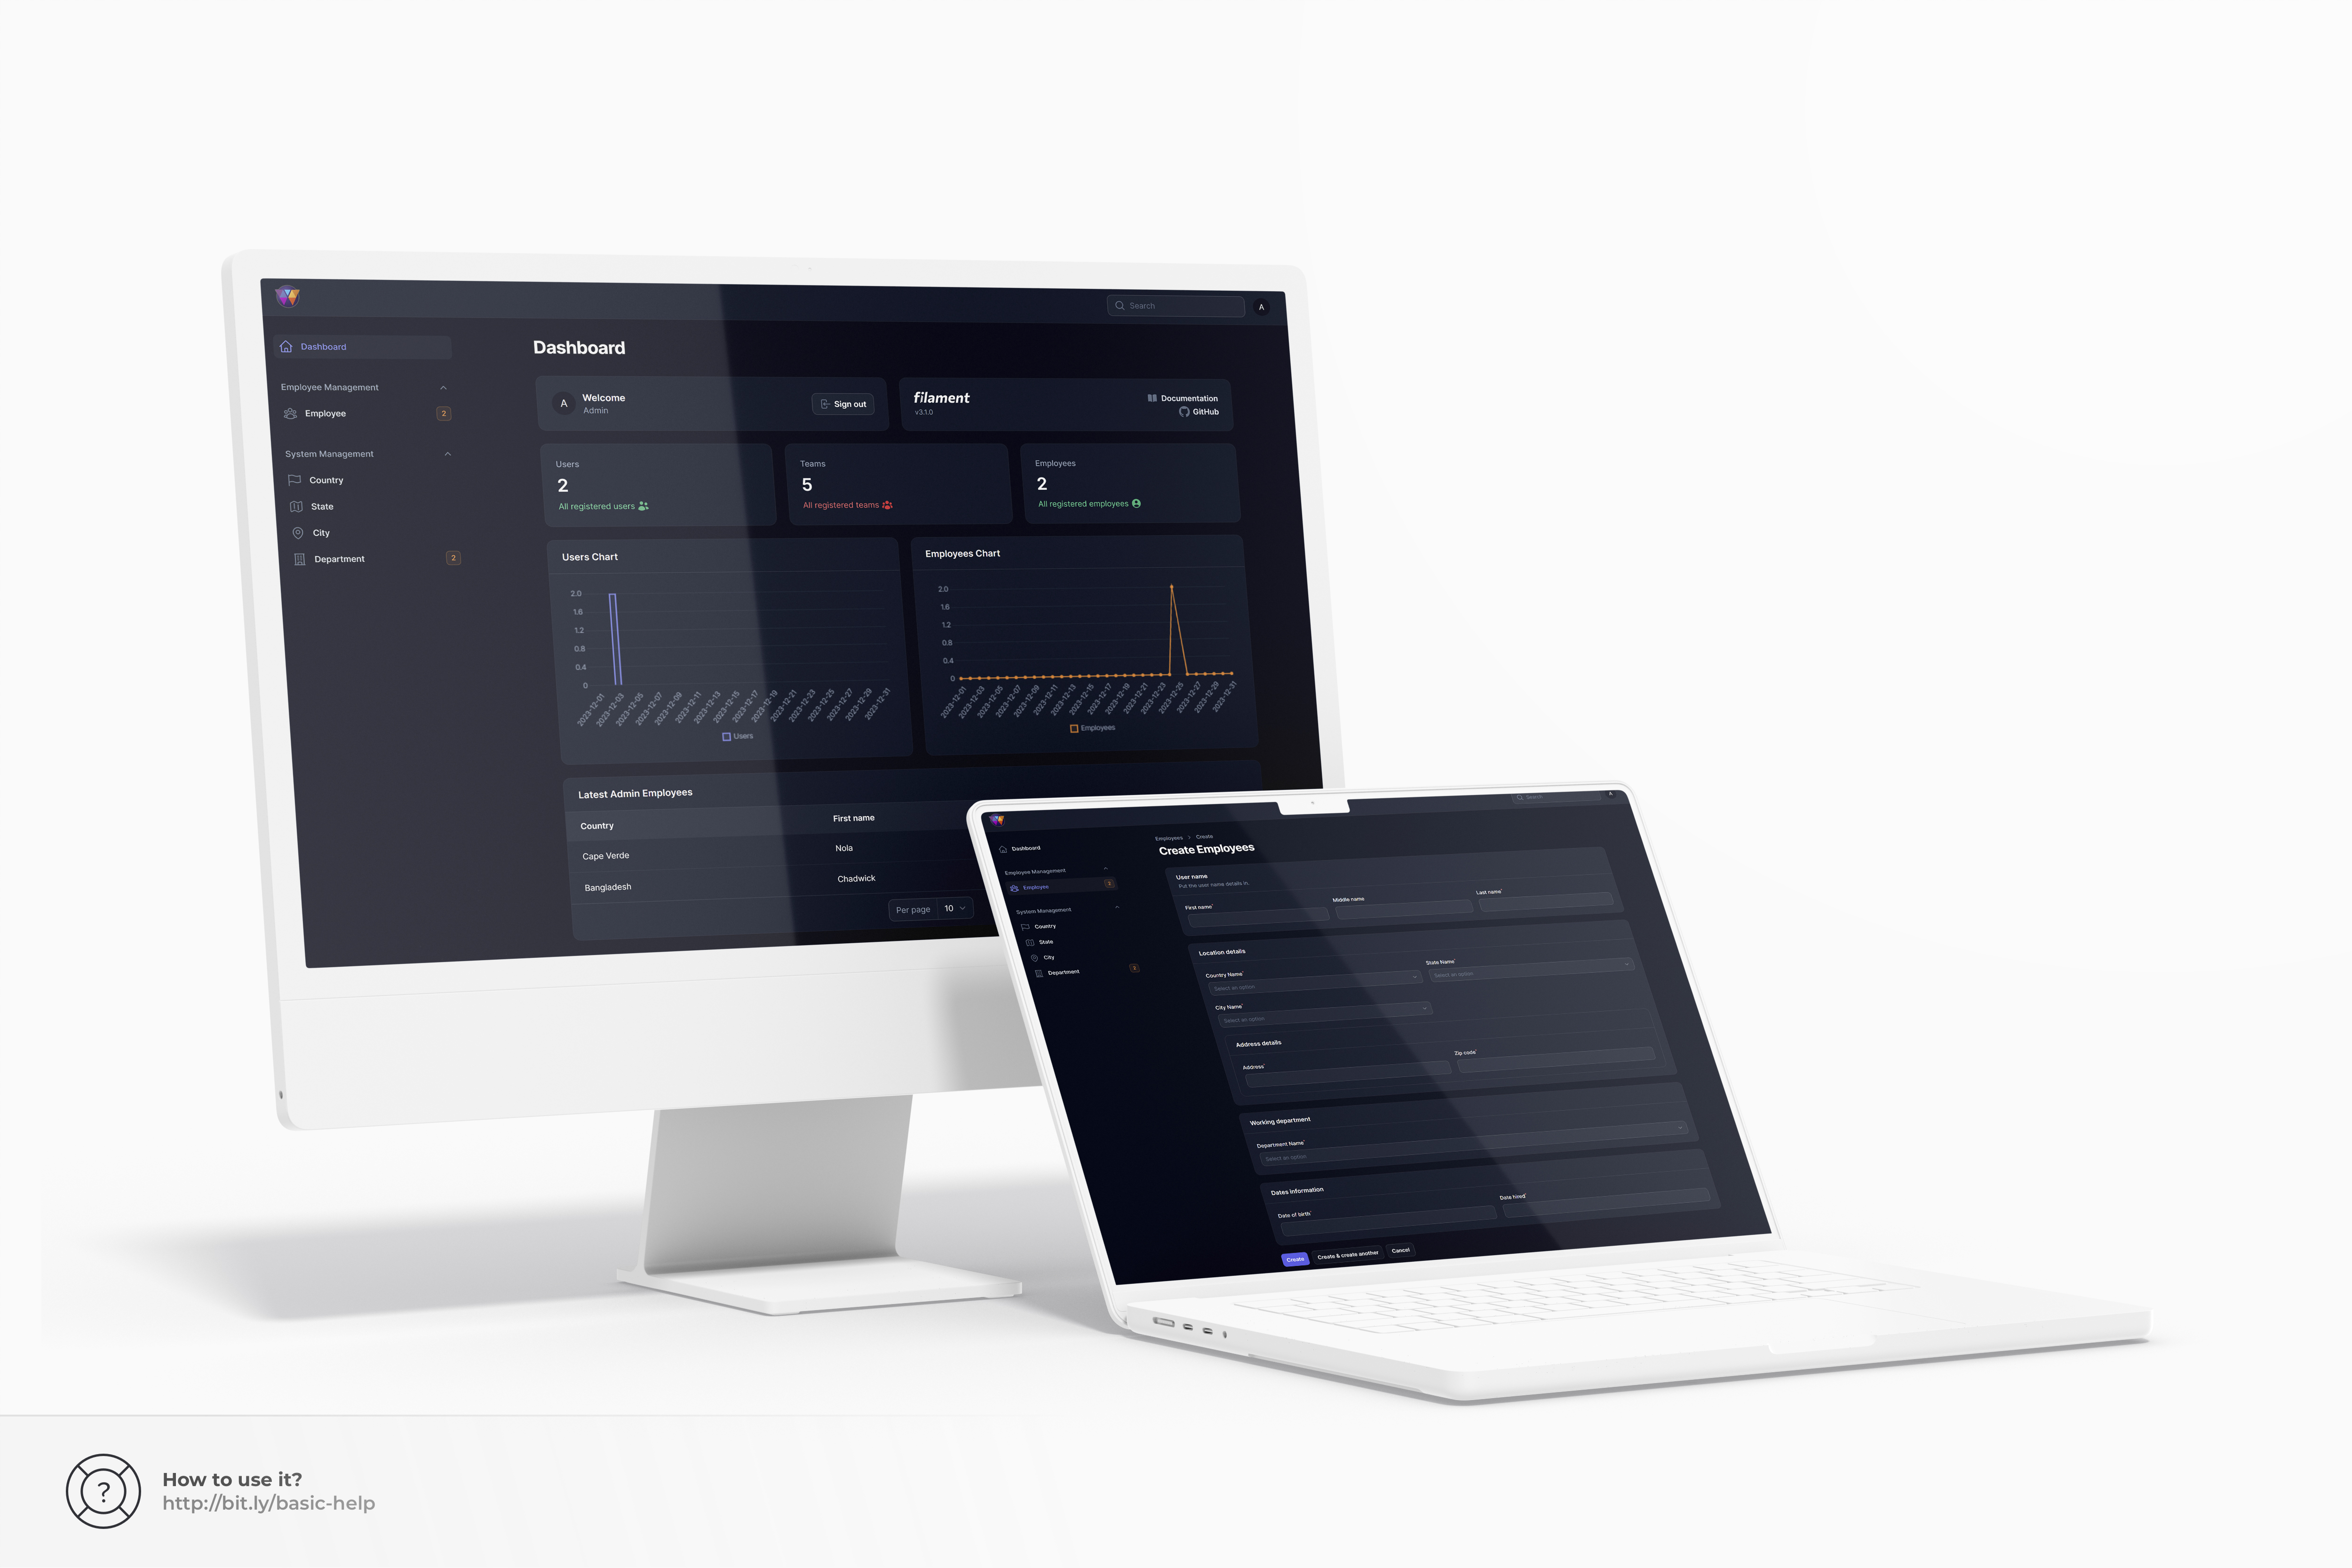 Search
A
Dashboard
Employee Management
Employee
2
System Management
Country
State
City
Department
2
Dashboard
A
Welcome
Admin
Sign out
filament
v3.1.0
Documentation
GitHub
Users
2
All registered users
Teams
5
All registered teams
Employees
2
All registered employees
Users Chart
2.0
1.6
1.2
0.8
0.4
0
2023-12-01
2023-12-03
2023-12-05
2023-12-07
2023-12-09
2023-12-11
2023-12-13
2023-12-15
2023-12-17
2023-12-19
2023-12-21
2023-12-23
2023-12-25
2023-12-27
2023-12-29
2023-12-31
Users
Employees Chart
2.0
1.6
1.2
0.8
0.4
0
2023-12-01
2023-12-03
2023-12-05
2023-12-07
2023-12-09
2023-12-11
2023-12-13
2023-12-15
2023-12-17
2023-12-19
2023-12-21
2023-12-23
2023-12-25
2023-12-27
2023-12-29
2023-12-31
Employees
Latest Admin Employees
Country First name
Cape Verde Nola
Bangladesh Chadwick
Per page 10
Search
A
Dashboard
Employee Management
Employee
2
System Management
Country
State
City
Department
2
Employees > Create
Create Employees
User name
Put the user name details in.
First name* Middle name Last name*
Location details
Country Name* State Name*
Select an option Select an option
City Name*
Select an option
Address details
Address* Zip code*
Working department
Department Name*
Select an option
Dates information
Date of birth* Date hired*
Create Create & create another Cancel
?
How to use it?
http://bit.ly/basic-help